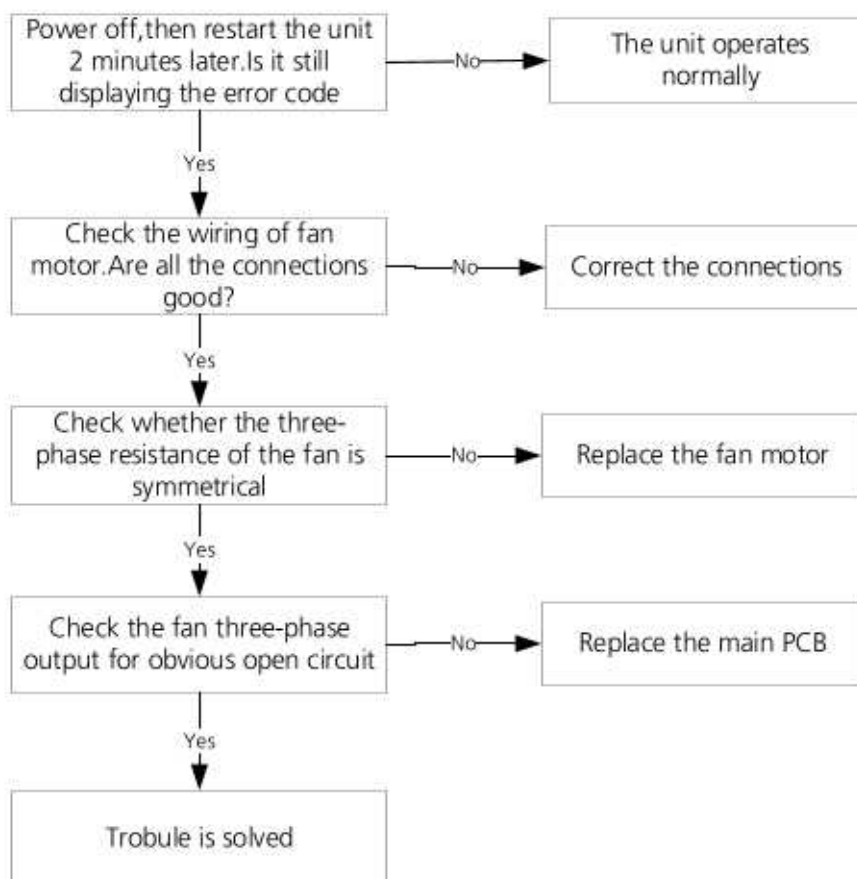 Power off,then restart the unit
2 minutes later.Is it still
displaying the error code
No
The unit operates
normally
Yes
Check the wiring of fan
motor.Are all the connections
good?
No
Correct the connections
Yes
Check whether the three-
phase resistance of the fan is
symmetrical
No
Replace the fan motor
Yes
Check the fan three-phase
output for obvious open circuit
No
Replace the main PCB
Yes
Trobule is solved